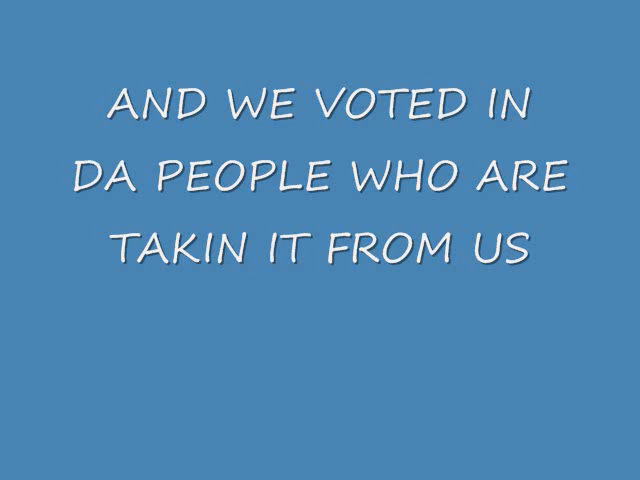 AND WE VOTED IN
DA PEOPLE WHO ARE
TAKIN IT FROM US